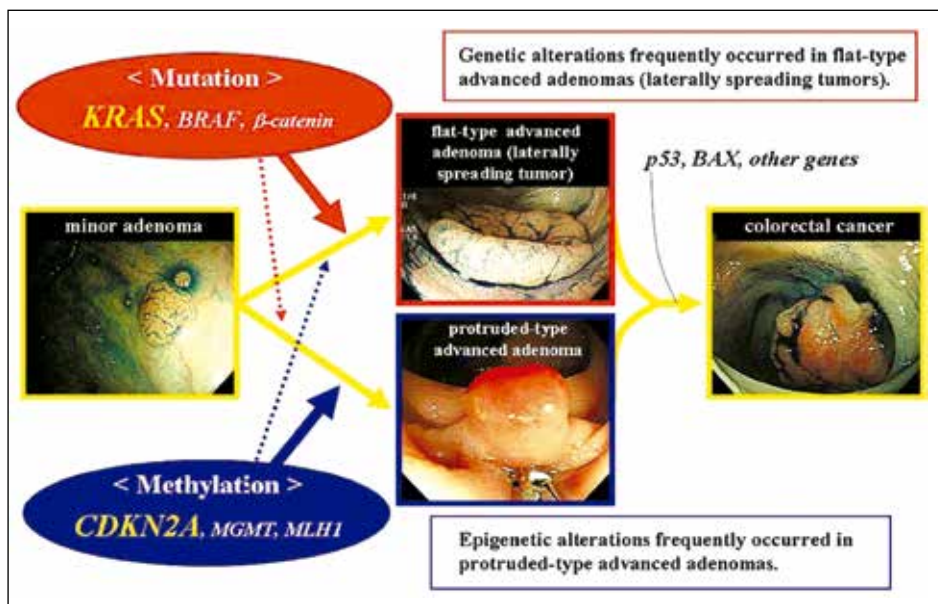 < Mutation >
KRAS, BRAF, β-catenin
Genetic alterations frequently occurred in flat-type
advanced adenomas (laterally spreading tumors).
flat-type advanced
adenoma (laterally
spreading tumor)
p53, BAX, other genes
minor adenoma
colorectal cancer
protruded-type
advanced adenoma
< Methylation >
CDKN2A, MGMT, MLH1
Epigenetic alterations frequently occurred in
protruded-type advanced adenomas.